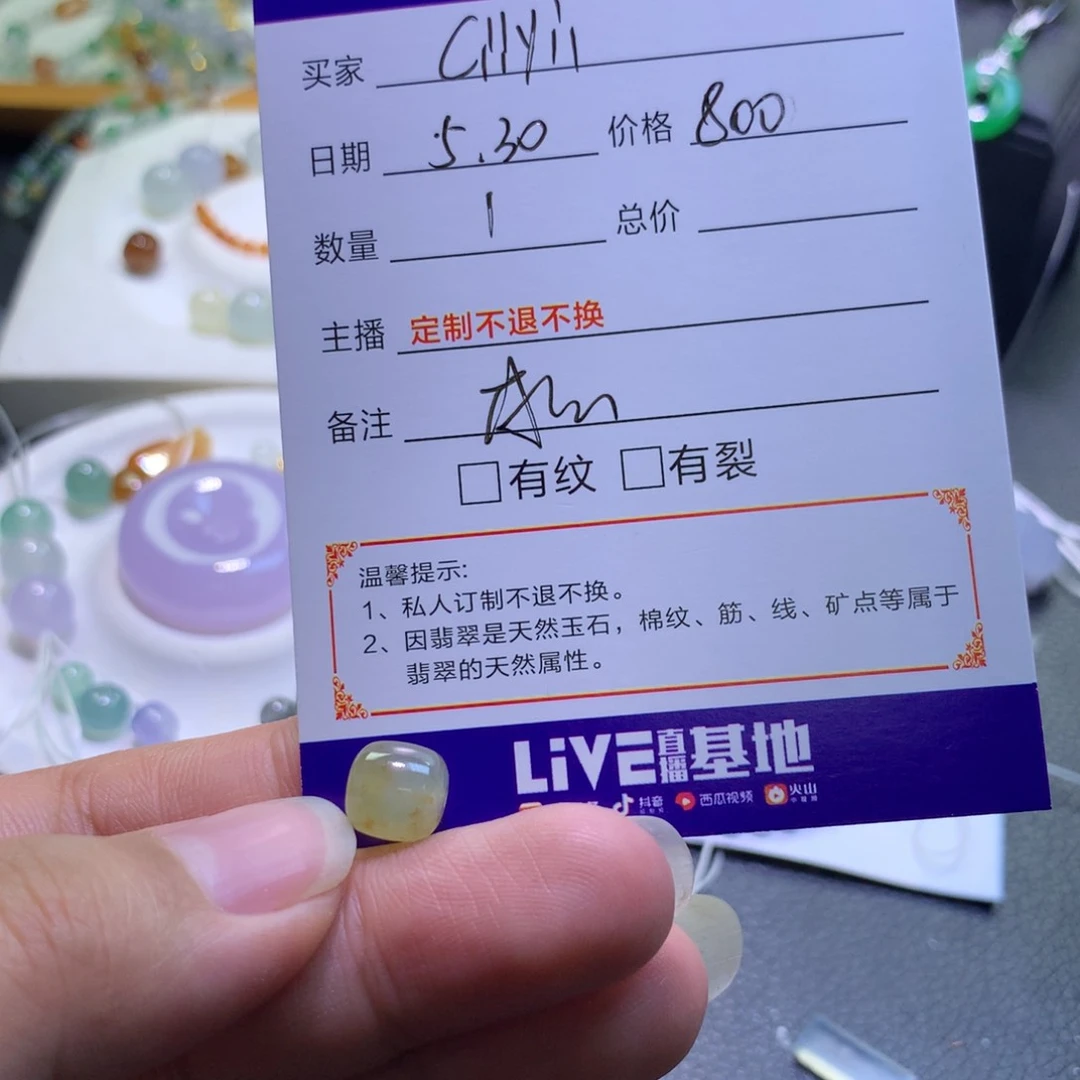 买家
日期 5.30 价格 800
数量 1 总价
主播 定制不退不换
备注
□有纹 □有裂
温馨提示:
1、私人订制不退不换。
2、因翡翠是天然玉石，棉纹、筋、线、矿点等属于
翡翠的天然属性。
LiVE直播基地
抖音 西瓜视频 火山